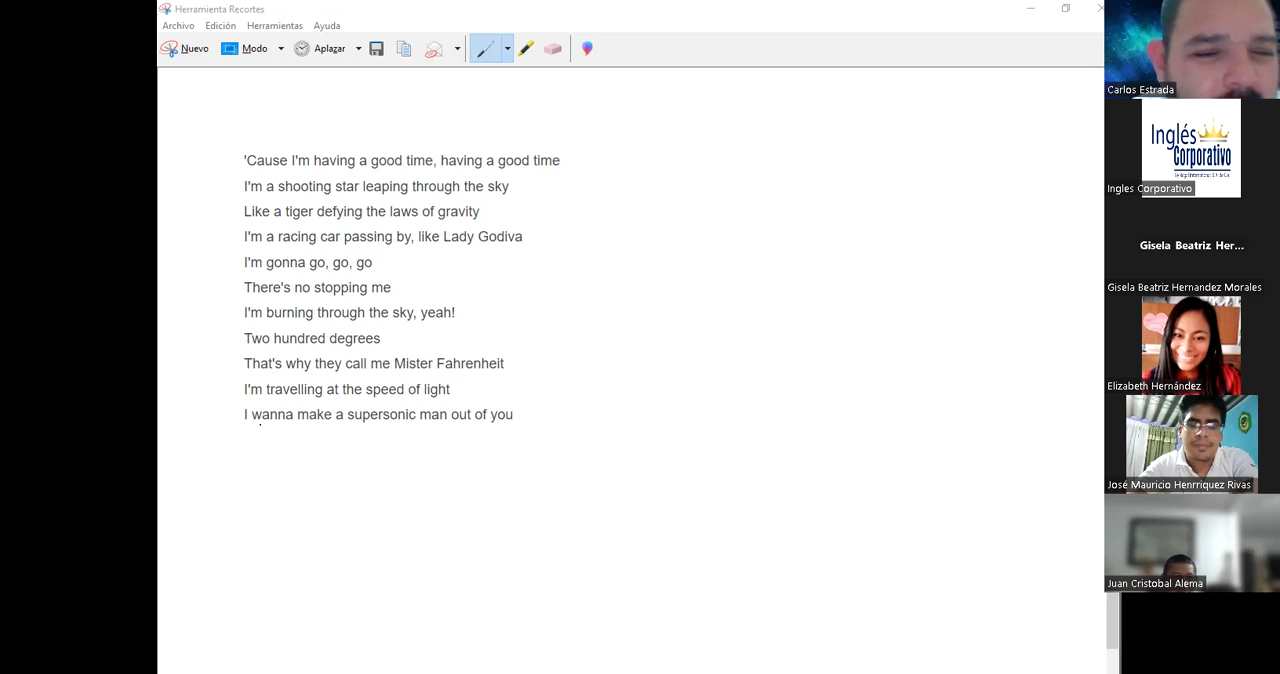 Herramienta Recortes
Archivo Edición Herramientas Ayuda
Nuevo Modo Aplazar
'Cause I'm having a good time, having a good time
I'm a shooting star leaping through the sky
Like a tiger defying the laws of gravity
I'm a racing car passing by, like Lady Godiva
I'm gonna go, go, go
There's no stopping me
I'm burning through the sky, yeah!
Two hundred degrees
That's why they call me Mister Fahrenheit
I'm travelling at the speed of light
I wanna make a supersonic man out of you
Carlos Estrada
Inglés
Corporativo
Ingles Corporativo
Gisela Beatriz Her...
Gisela Beatriz Hernandez Morales
Elizabeth Hernández
José Mauricio Henrriquez Rivas
Juan Cristobal Alema